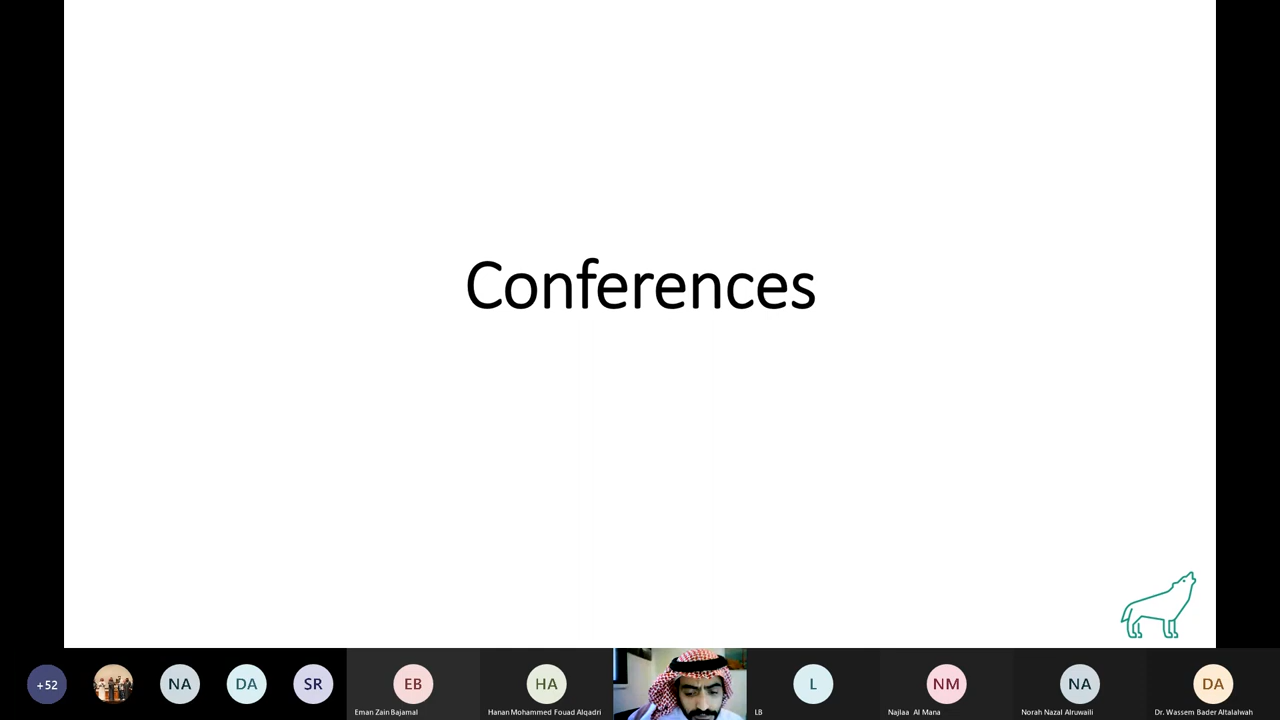 Conferences
+52
NA
DA
SR
EB
HA
L
NM
NA
DA
Eman Zain Bajamal
Hanan Mohammed Fouad Alqadri
LB
Najlaa Al Mana
Norah Nazal Alruwaili
Dr. Wassem Bader Altalalwah